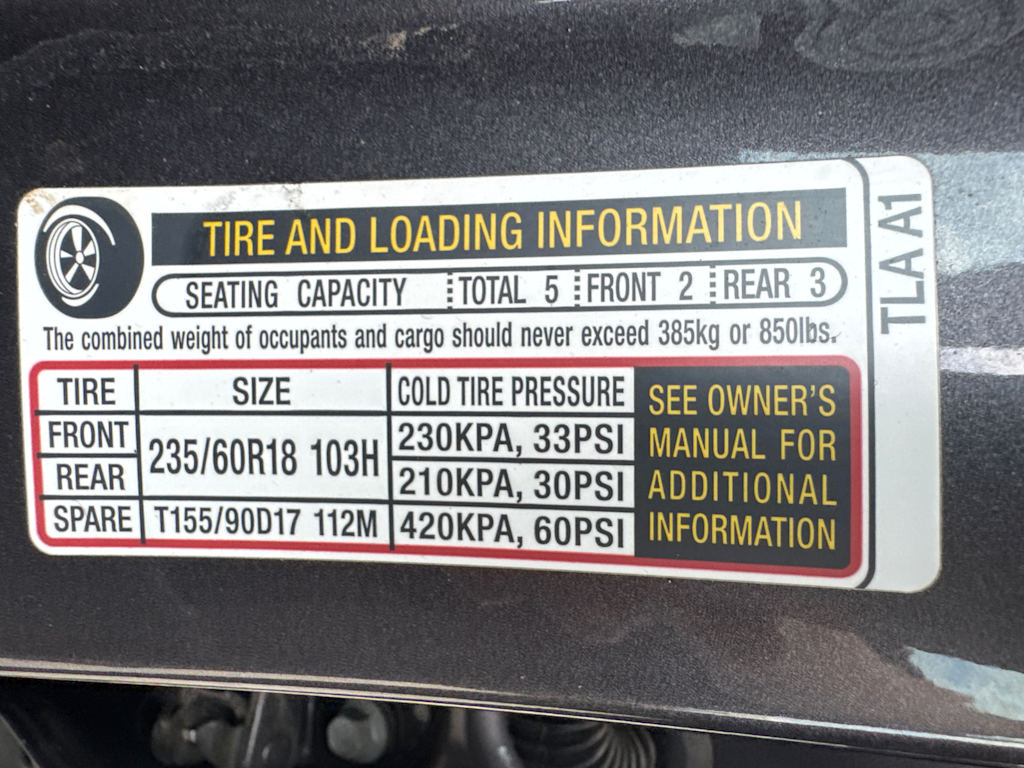 TIRE AND LOADING INFORMATION
SEATING CAPACITY TOTAL 5 FRONT 2 REAR 3
The combined weight of occupants and cargo should never exceed 385kg or 850lbs.
TIRE SIZE COLD TIRE PRESSURE
FRONT 235/60R18 103H 230KPA, 33PSI
REAR 210KPA, 30PSI
SPARE T155/90D17 112M 420KPA, 60PSI
SEE OWNER'S
MANUAL FOR
ADDITIONAL
INFORMATION
TLA A1